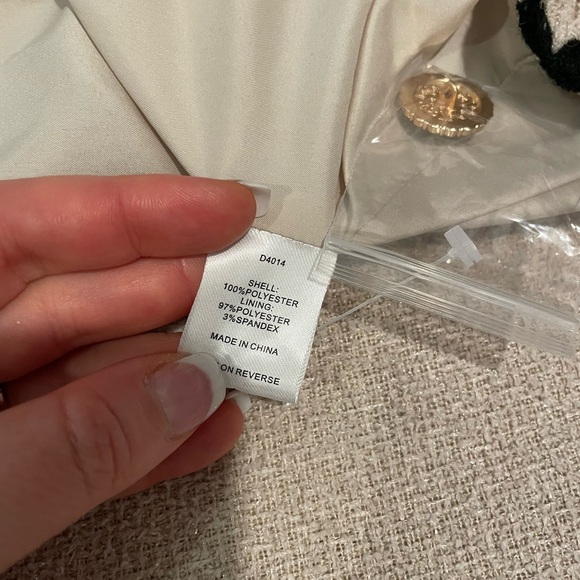 D4014
SHELL:
100%POLYESTER
LINING:
97%POLYESTER
3%SPANDEX
MADE IN CHINA
ON REVERSE